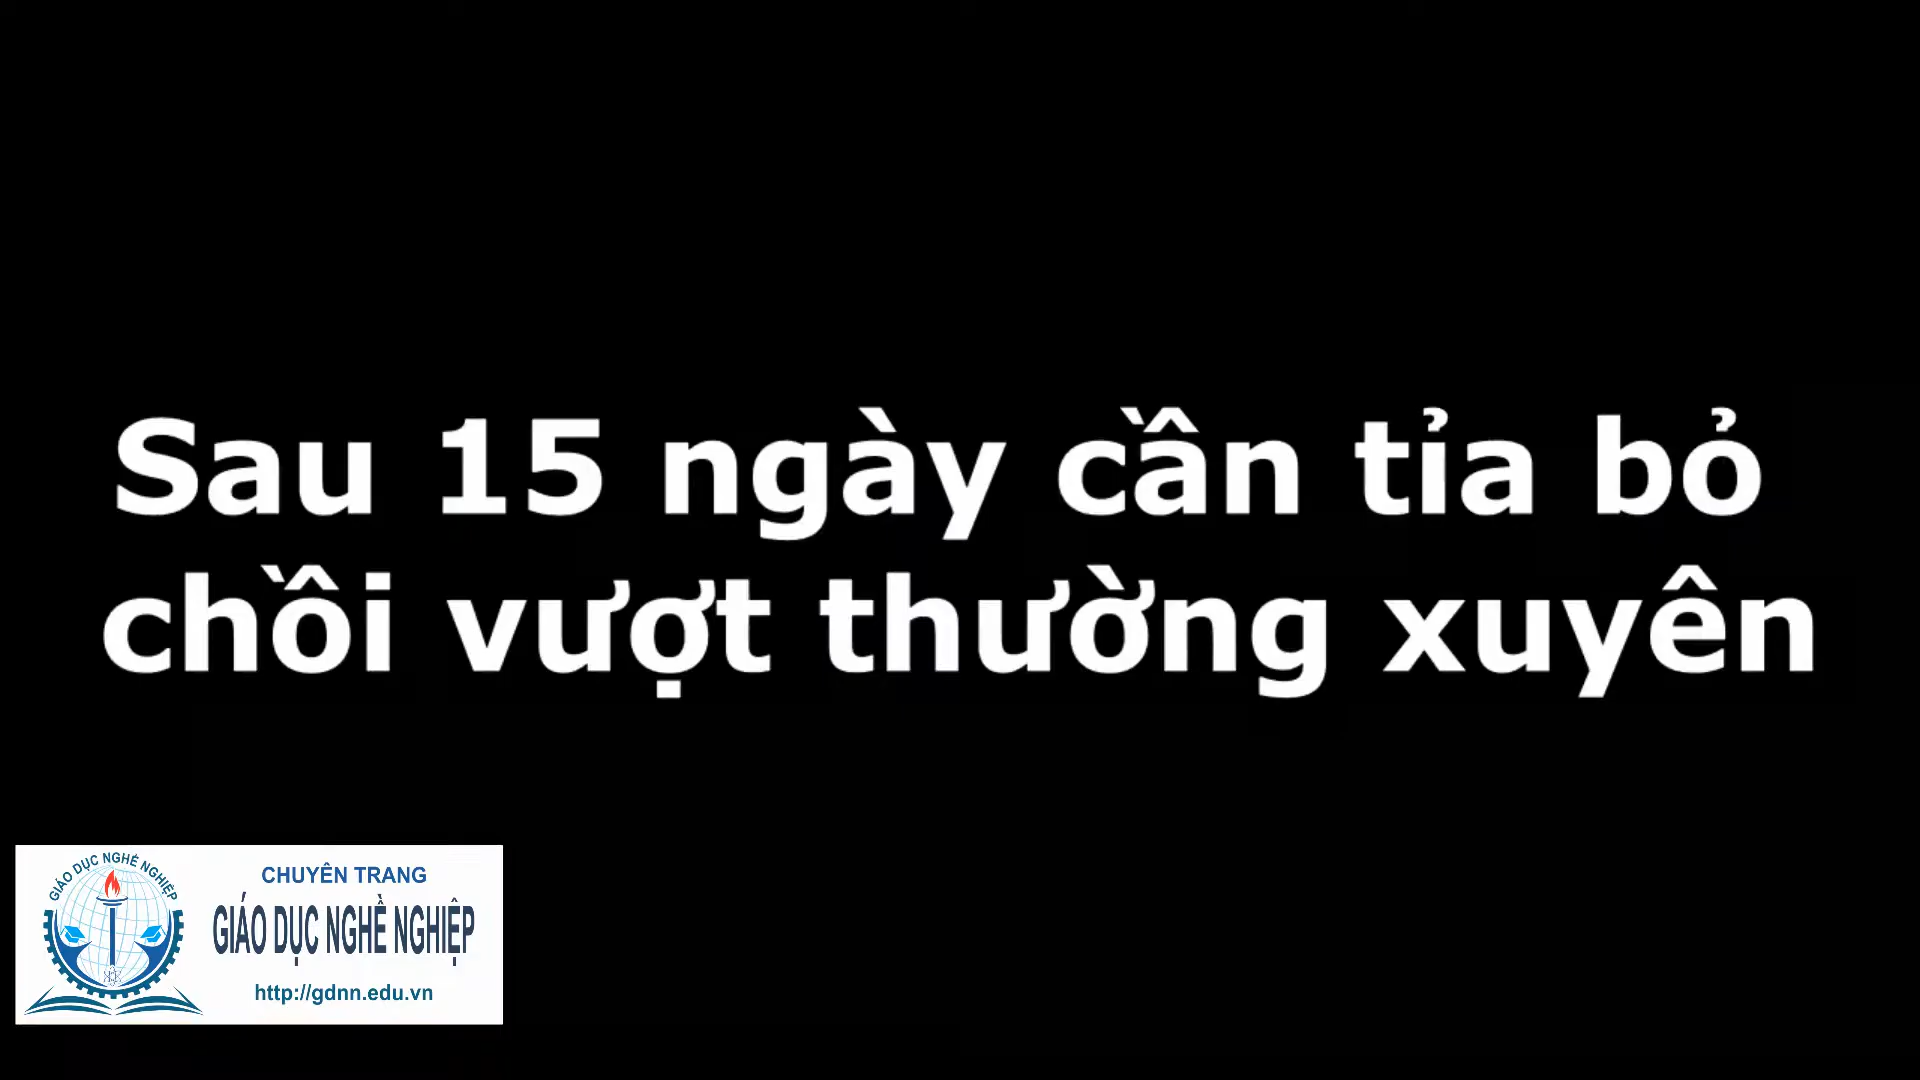 Sau 15 ngày cần tỉa bỏ
chồi vượt thường xuyên
GIÁO DỤC NGHỀ NGHIỆP
CHUYÊN TRANG
GIÁO DỤC NGHỀ NGHIỆP
http://gdnn.edu.vn